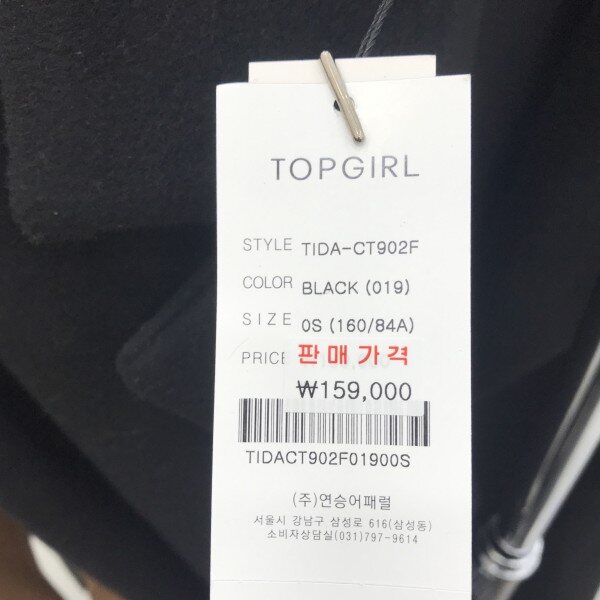 TOPGIRL
STYLE TIDA-CT902F
COLOR BLACK (019)
SIZE 0S (160/84A)
PRICE 판매가격
₩159,000
TIDACT902F01900S
(주)연승어패럴
서울시 강남구 삼성로 616(삼성동)
소비자상담실(031)797-9614